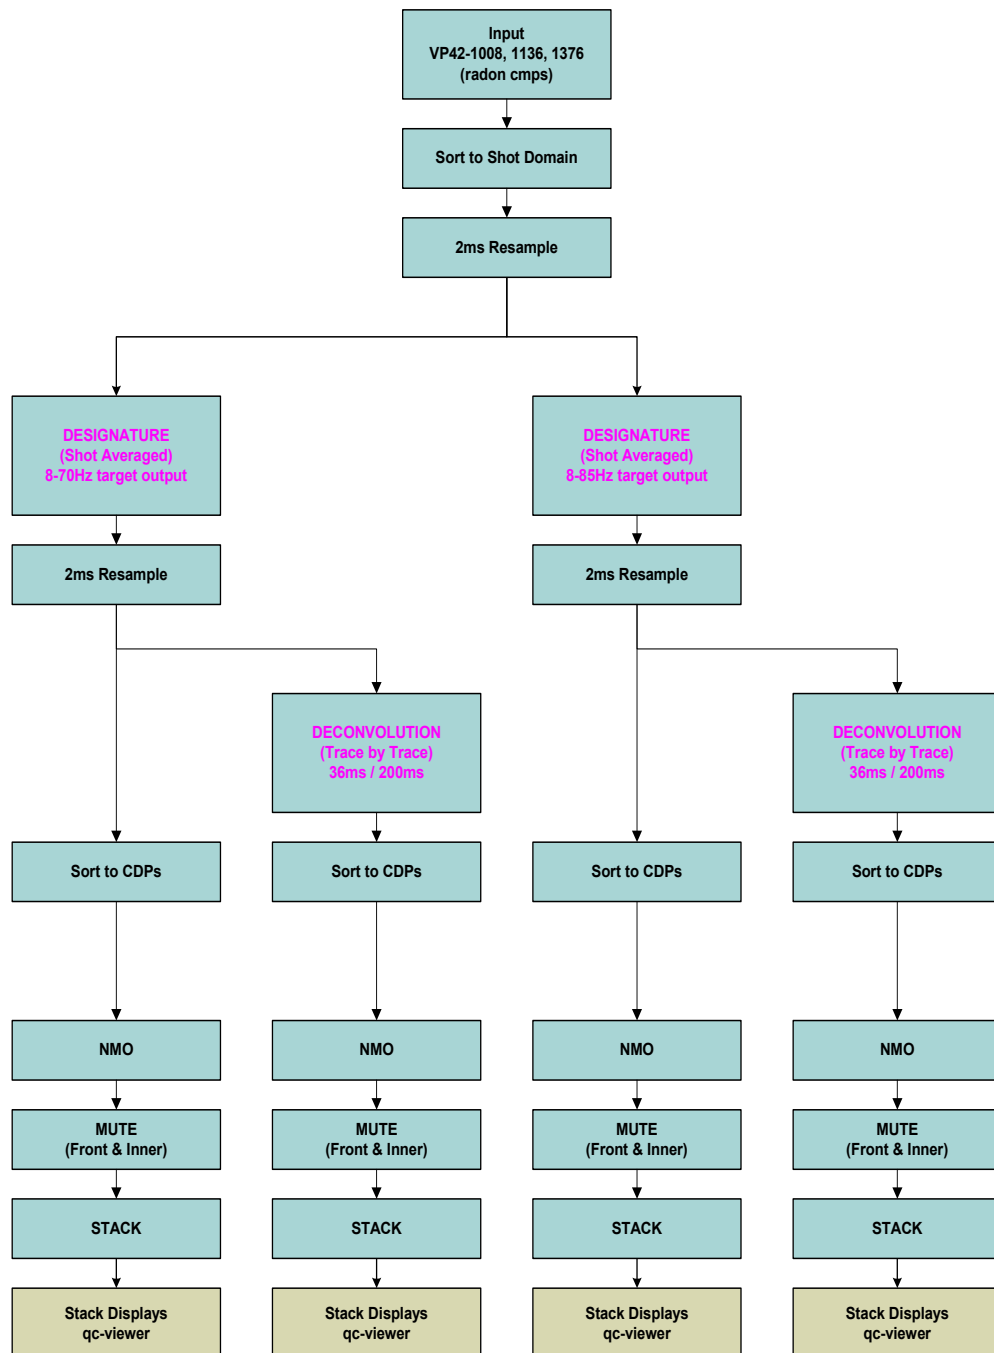 Input
VP42-1008, 1136, 1376
(radon cmps)
Sort to Shot Domain
2ms Resample
DESIGNATURE
(Shot Averaged)
8-70Hz target output
DESIGNATURE
(Shot Averaged)
8-85Hz target output
2ms Resample
2ms Resample
DECONVOLUTION
(Trace by Trace)
36ms / 200ms
DECONVOLUTION
(Trace by Trace)
36ms / 200ms
Sort to CDPs
Sort to CDPs
Sort to CDPs
Sort to CDPs
NMO
NMO
NMO
NMO
MUTE
(Front & Inner)
MUTE
(Front & Inner)
MUTE
(Front & Inner)
MUTE
(Front & Inner)
STACK
STACK
STACK
STACK
Stack Displays
qc-viewer
Stack Displays
qc-viewer
Stack Displays
qc-viewer
Stack Displays
qc-viewer